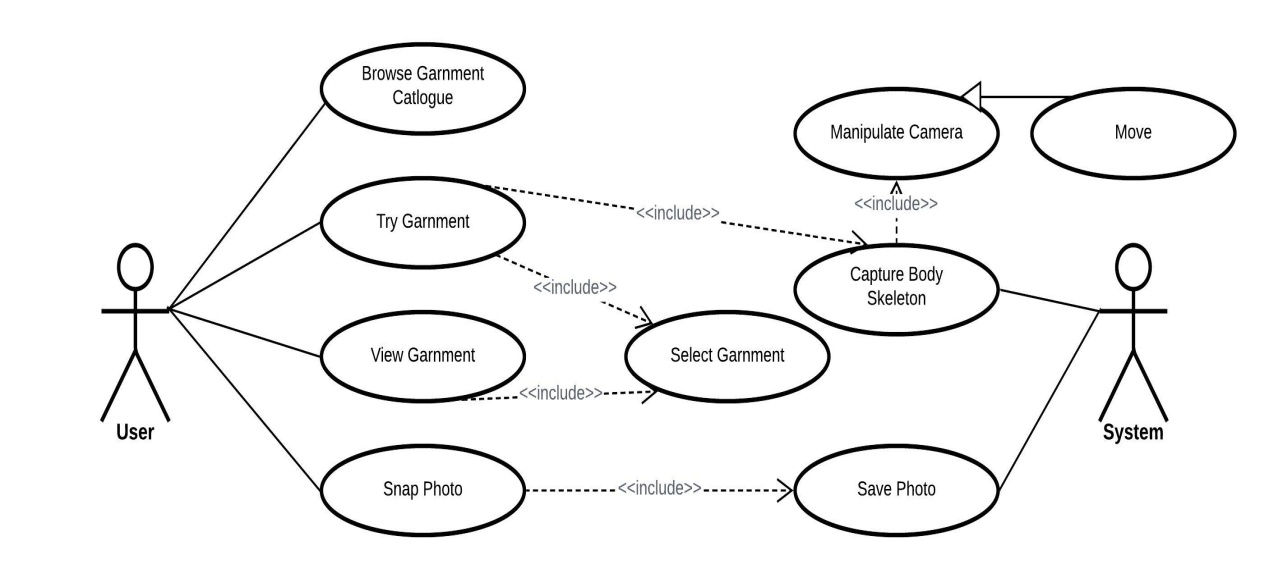 Browse Garnment
Catlogue
Manipulate Camera
Move
<<include>>
<<include>>
Try Garnment
Capture Body
Skeleton
<<include>>
View Garnment
Select Garnment
<<include>>
User
System
Snap Photo
<<include>>
Save Photo